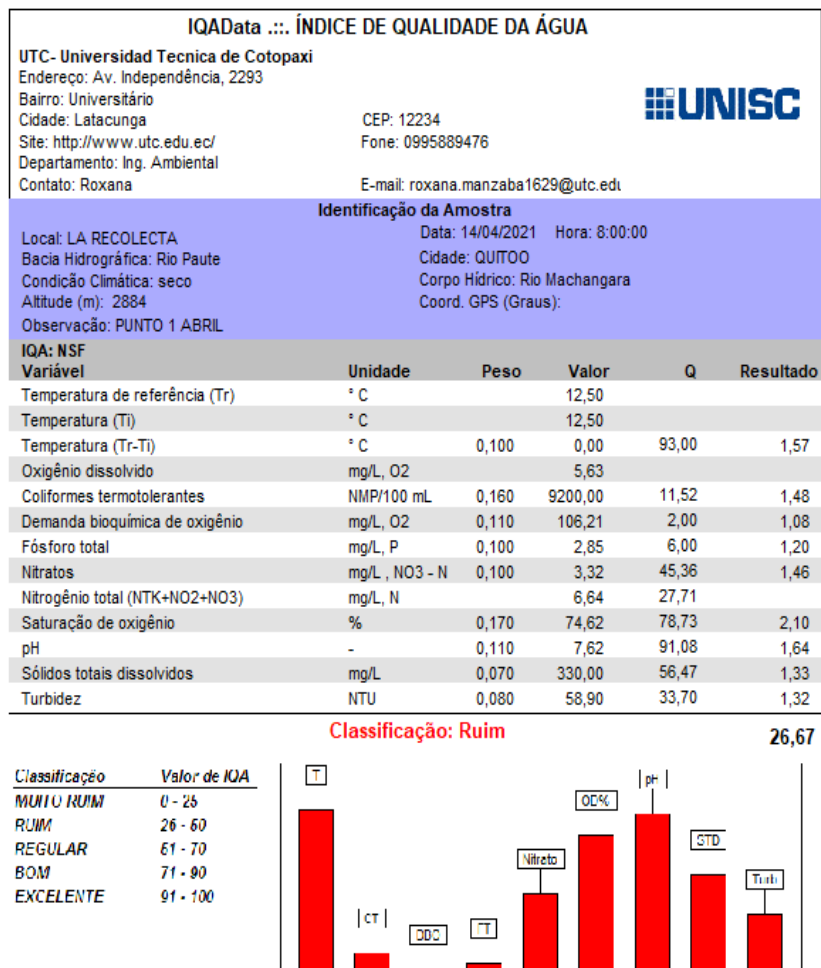 IQAData .::. ÍNDICE DE QUALIDADE DA ÁGUA
UTC- Universidad Tecnica de Cotopaxi
Endereço: Av. Independência, 2293
Bairro: Universitário
Cidade: Latacunga CEP: 12234
Site: http://www.utc.edu.ec/ Fone: 0995889476
Departamento: Ing. Ambiental
Contato: Roxana E-mail: roxana.manzaba1629@utc.edu
UNISC
Identificação da Amostra
Local: LA RECOLECTA Data: 14/04/2021 Hora: 8:00:00
Bacia Hidrográfica: Rio Paute Cidade: QUITOO
Condição Climática: seco Corpo Hídrico: Rio Machangara
Altitude (m): 2884 Coord. GPS (Graus):
Observação: PUNTO 1 ABRIL
IQA: NSF
Variável Unidade Peso Valor Q Resultado
Temperatura de referência (Tr) ° C 12,50
Temperatura (Ti) ° C 12,50
Temperatura (Tr-Ti) ° C 0,100 0,00 93,00 1,57
Oxigênio dissolvido mg/L, O2 5,63
Coliformes termotolerantes NMP/100 mL 0,160 9200,00 11,52 1,48
Demanda bioquímica de oxigênio mg/L, O2 0,110 106,21 2,00 1,08
Fósforo total mg/L, P 0,100 2,85 6,00 1,20
Nitratos mg/L , NO3 - N 0,100 3,32 45,36 1,46
Nitrogênio total (NTK+NO2+NO3) mg/L, N 6,64 27,71
Saturação de oxigênio % 0,170 74,62 78,73 2,10
pH - 0,110 7,62 91,08 1,64
Sólidos totais dissolvidos mg/L 0,070 330,00 56,47 1,33
Turbidez NTU 0,080 58,90 33,70 1,32
Classificação: Ruim 26,67
Classificação Valor de IQA
MUITO RUIM 0 - 25
RUIM 26 - 50
REGULAR 51 - 70
BOM 71 - 90
EXCELENTE 91 - 100
T
CT
DBO
Nitrato
OD%
pH
STD
Turb